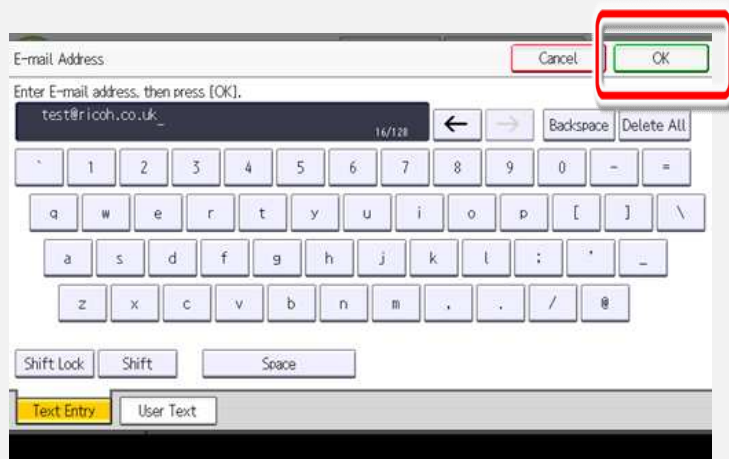 E-mail Address
Cancel
OK
Enter E-mail address, then press [OK].
test@ricoh.co.uk_
16/128
←
→
Backspace
Delete All
` 1 2 3 4 5 6 7 8 9 0 - =
q w e r t y u i o p [ ] \
a s d f g h j k l ; ' _
z x c v b n m , . / @
Shift Lock
Shift
Space
Text Entry
User Text